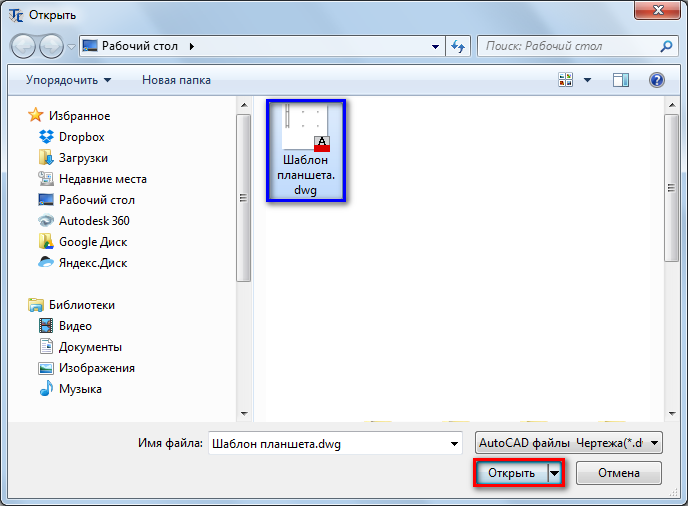 TC Открыть
Рабочий стол
Поиск: Рабочий стол
Упорядочить
Новая папка
Избранное
Dropbox
Загрузки
Недавние места
Рабочий стол
Autodesk 360
Google Диск
Яндекс.Диск
Библиотеки
Видео
Документы
Изображения
Музыка
A
Шаблон
планшета.
dwg
Имя файла:
Шаблон планшета.dwg
AutoCAD файлы Чертежа(*.d
Открыть
Отмена